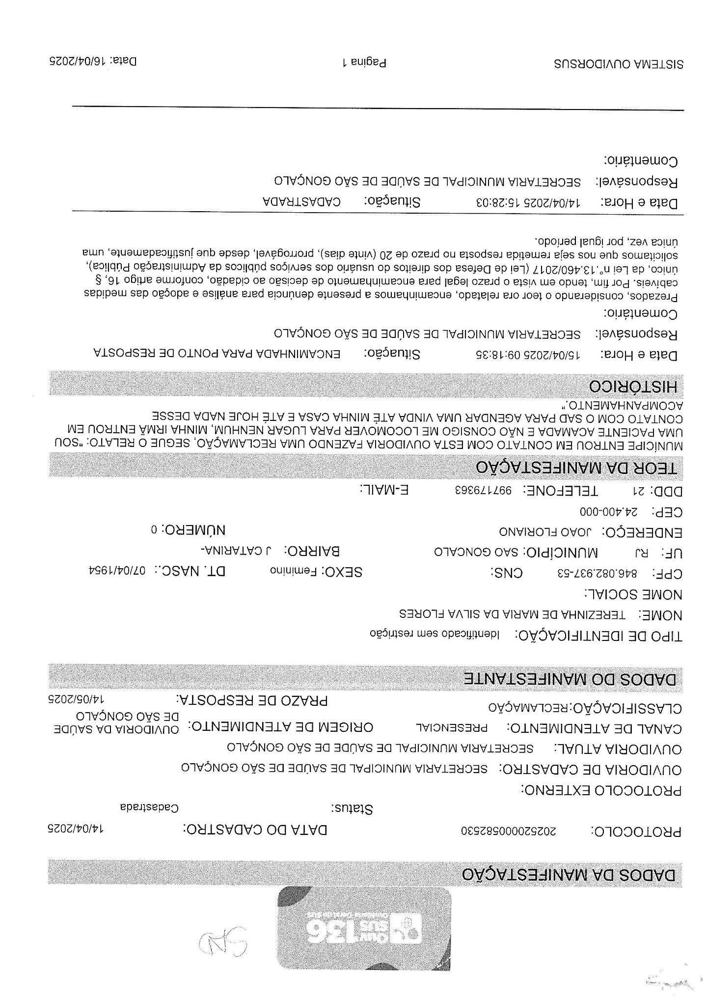 SAD
OUV 136
SUS
Ouvidoria Geral do SUS
DADOS DA MANIFESTAÇÃO
PROTOCOLO: 202520000582530 DATA DO CADASTRO: 14/04/2025
Status: Cadastrada
PROTOCOLO EXTERNO:
OUVIDORIA DE CADASTRO: SECRETARIA MUNICIPAL DE SAÚDE DE SÃO GONÇALO
OUVIDORIA ATUAL: SECRETARIA MUNICIPAL DE SAÚDE DE SÃO GONÇALO
CANAL DE ATENDIMENTO: PRESENCIAL ORIGEM DE ATENDIMENTO: OUVIDORIA DA SAÚDE
DE SÃO GONÇALO
CLASSIFICAÇÃO:RECLAMAÇÃO PRAZO DE RESPOSTA: 14/05/2025
DADOS DO MANIFESTANTE
TIPO DE IDENTIFICAÇÃO: Identificado sem restrição
NOME: TEREZINHA DE MARIA DA SILVA FLORES
NOME SOCIAL:
CPF: 846.082.937-53 CNS: SEXO: Feminino DT. NASC.: 07/04/1954
UF: RJ MUNICÍPIO: SAO GONCALO BAIRRO: J CATARINA-
ENDEREÇO: JOAO FLORIANO NÚMERO: 0
CEP: 24.400-000
DDD: 21 TELEFONE: 997179363 E-MAIL:
TEOR DA MANIFESTAÇÃO
MUNÍCIPE ENTROU EM CONTATO COM ESTA OUVIDORIA FAZENDO UMA RECLAMAÇÃO, SEGUE O RELATO: "SOU
UMA PACIENTE ACAMADA E NÃO CONSIGO ME LOCOMOVER PARA LUGAR NENHUM, MINHA IRMÃ ENTROU EM
CONTATO COM O SAD PARA AGENDAR UMA VINDA ATÉ MINHA CASA E ATÉ HOJE NADA DESSE
ACOMPANHAMENTO."
HISTÓRICO
Data e Hora: 15/04/2025 09:18:35 Situação: ENCAMINHADA PARA PONTO DE RESPOSTA
Responsável: SECRETARIA MUNICIPAL DE SAÚDE DE SÃO GONÇALO
Comentário:
Prezados, considerando o teor ora relatado, encaminhamos a presente denúncia para análise e adoção das medidas
cabíveis. Por fim, tendo em vista o prazo legal para encaminhamento de decisão ao cidadão, conforme artigo 16, §
único, da Lei nº.13.460/2017 (Lei de Defesa dos direitos do usuário dos serviços públicos da Administração Pública),
solicitamos que nos seja remetida resposta no prazo de 20 (vinte dias), prorrogável, desde que justificadamente, uma
única vez, por igual período.
Data e Hora: 14/04/2025 15:28:03 Situação: CADASTRADA
Responsável: SECRETARIA MUNICIPAL DE SAÚDE DE SÃO GONÇALO
Comentário:
SISTEMA OUVIDORSUS Pagina 1 Data: 16/04/2025